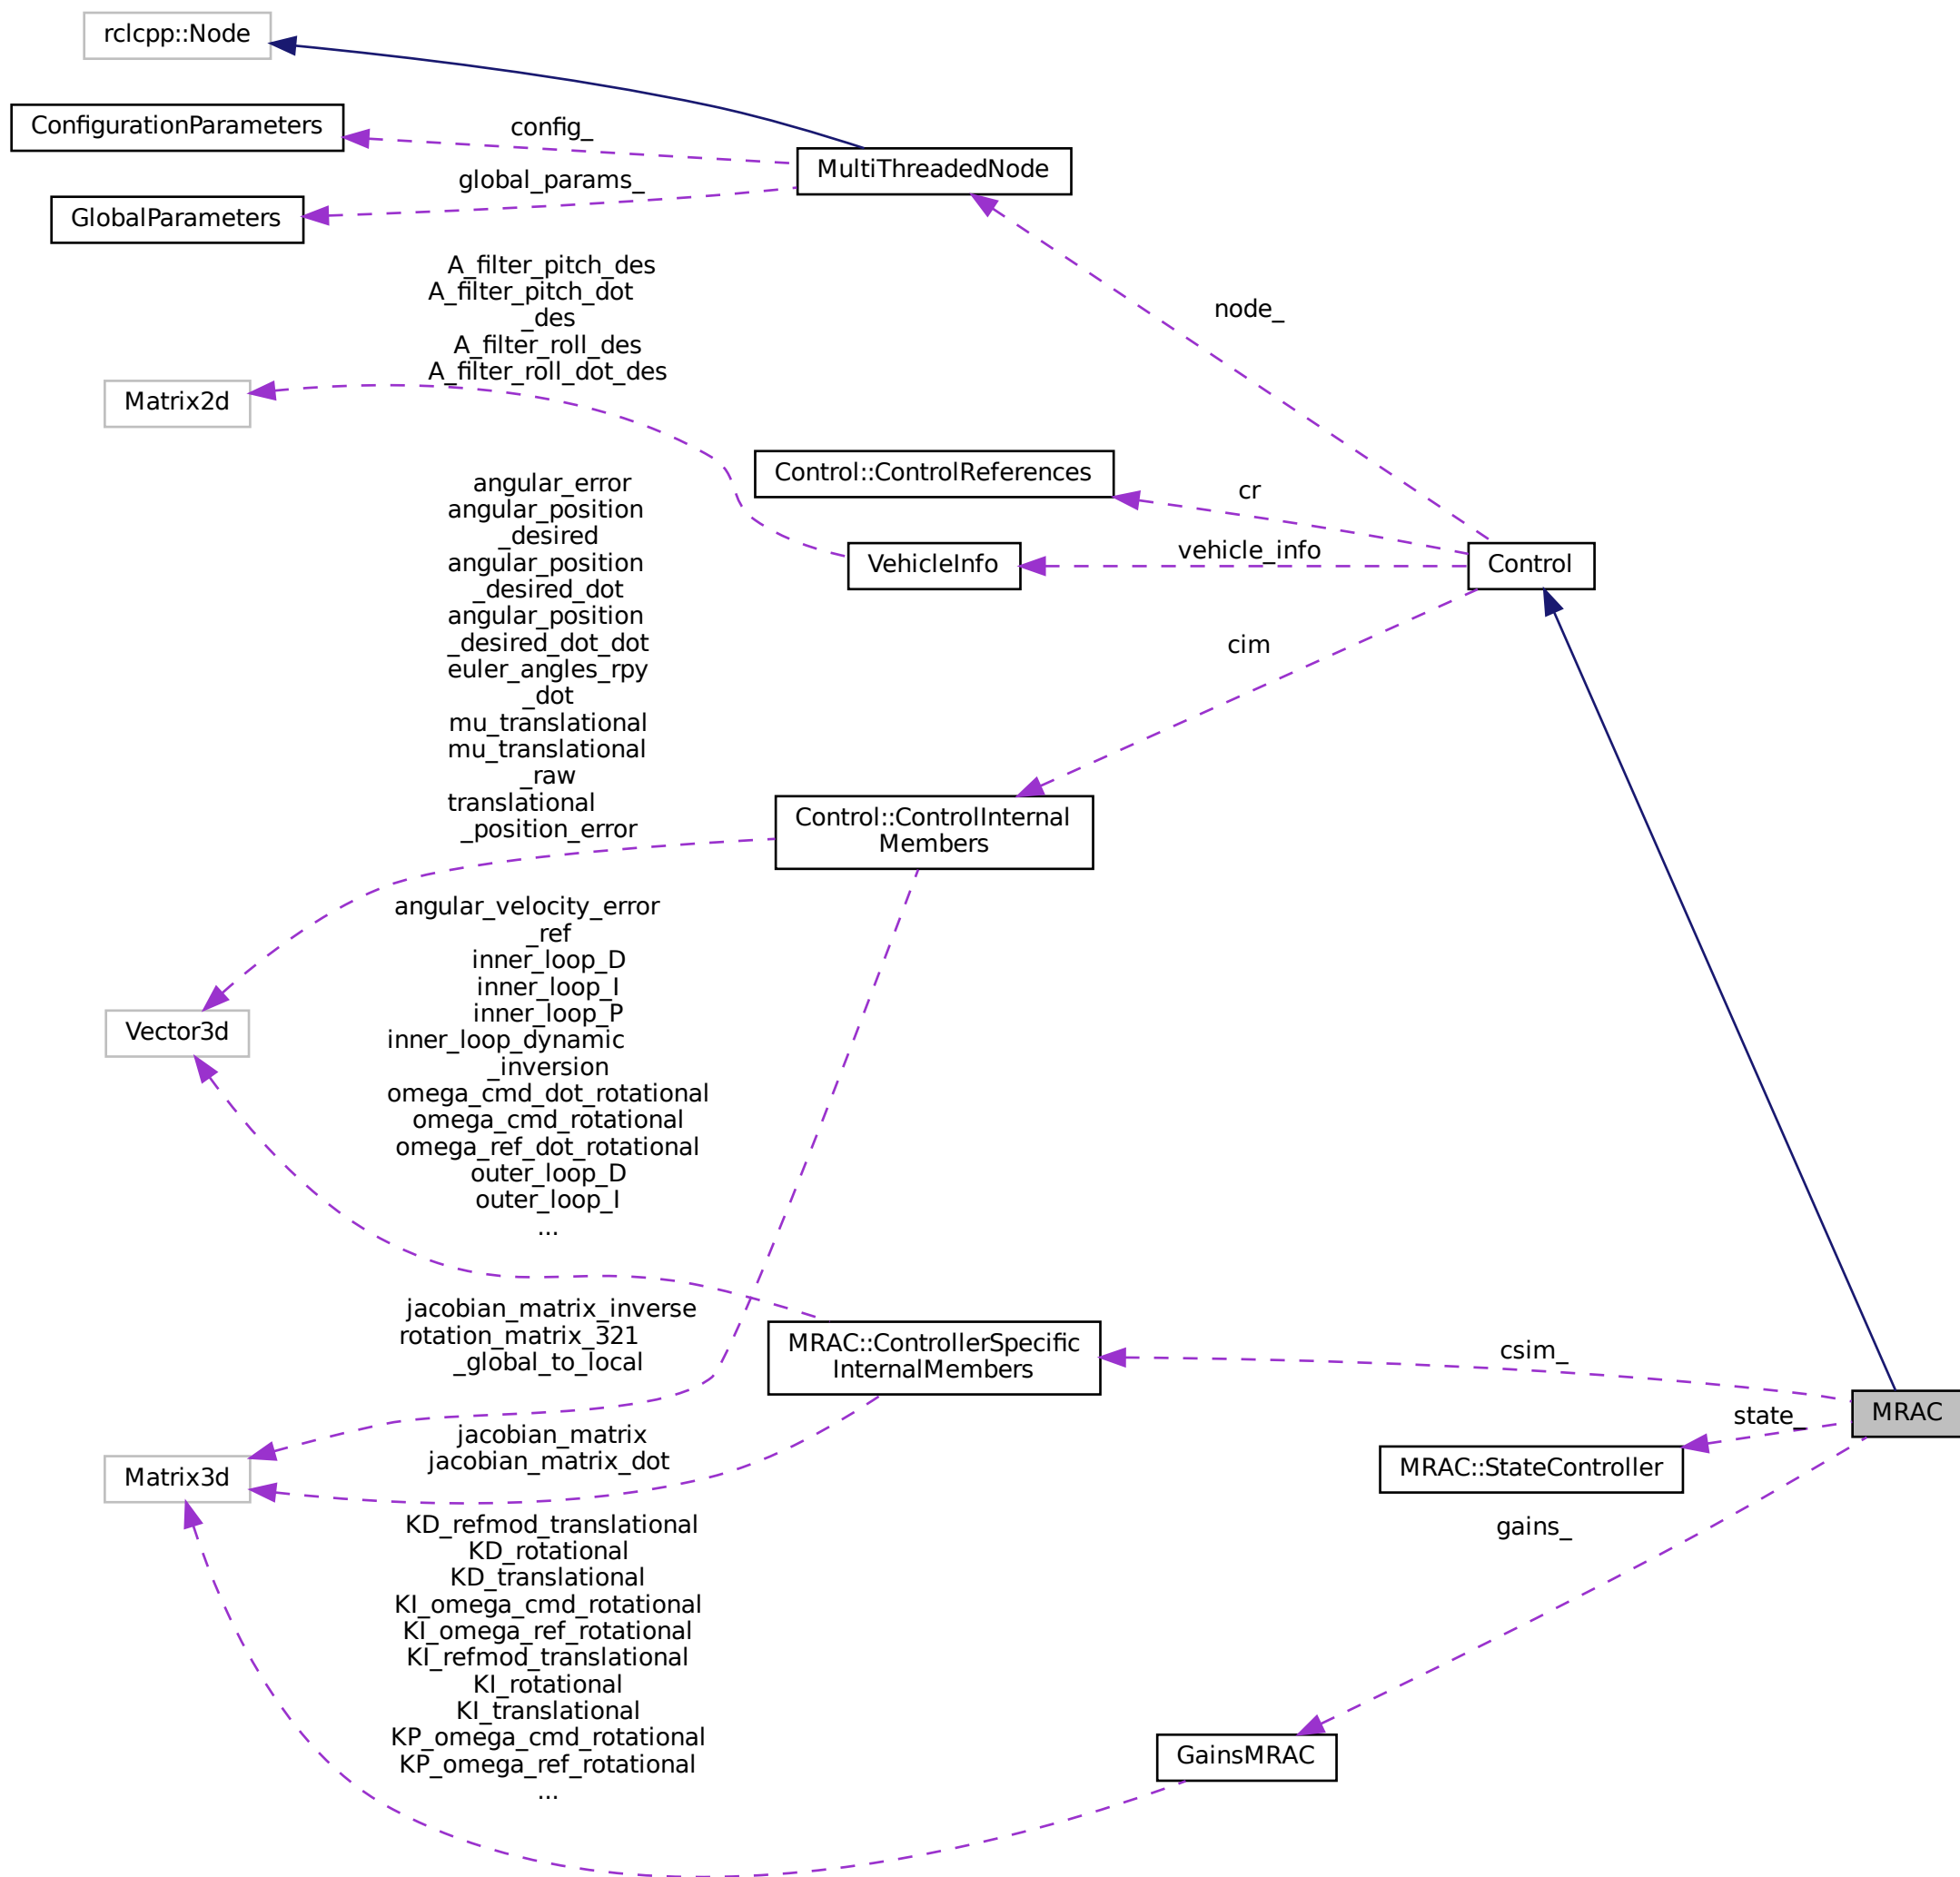 rclcpp::Node
ConfigurationParameters
config_
MultiThreadedNode
global_params_
GlobalParameters
A_filter_pitch_des
A_filter_pitch_dot
_des
A_filter_roll_des
A_filter_roll_dot_des
node_
Matrix2d
Control::ControlReferences
cr
vehicle_info
VehicleInfo
Control
angular_error
angular_position
_desired
angular_position
_desired_dot
angular_position
_desired_dot_dot
euler_angles_rpy
_dot
mu_translational
mu_translational
_raw
translational
_position_error
cim
Control::ControlInternal
Members
angular_velocity_error
_ref
inner_loop_D
inner_loop_I
inner_loop_P
inner_loop_dynamic
_inversion
omega_cmd_dot_rotational
omega_cmd_rotational
omega_ref_dot_rotational
outer_loop_D
outer_loop_I
...
Vector3d
jacobian_matrix_inverse
rotation_matrix_321
_global_to_local
MRAC::ControllerSpecific
InternalMembers
csim_
MRAC
state_
MRAC::StateController
jacobian_matrix
jacobian_matrix_dot
Matrix3d
gains_
KD_refmod_translational
KD_rotational
KD_translational
KI_omega_cmd_rotational
KI_omega_ref_rotational
KI_refmod_translational
KI_rotational
KI_translational
KP_omega_cmd_rotational
KP_omega_ref_rotational
...
GainsMRAC